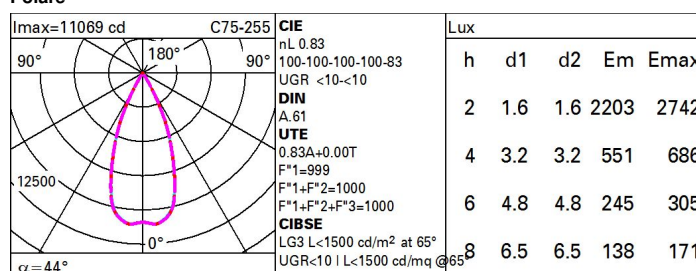 Imax=11069 cd C75-255
90° 180° 90°
12500
0°
α=44°
CIE
nL 0.83
100-100-100-100-83
UGR <10-<10
DIN
A.61
UTE
0.83A+0.00T
F"1=999
F"1+F"2=1000
F"1+F"2+F"3=1000
CIBSE
LG3 L<1500 cd/m² at 65°
UGR<10 | L<1500 cd/mq @65°
Lux
h d1 d2 Em Emax
2 1.6 1.6 2203 2742
4 3.2 3.2 551 686
6 4.8 4.8 245 305
8 6.5 6.5 138 171